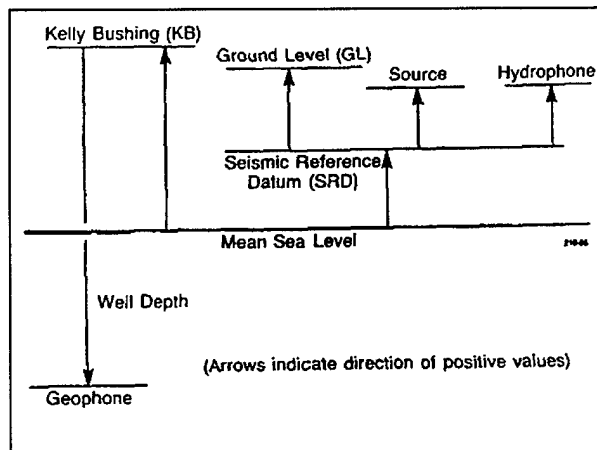 Kelly Bushing (KB)
Ground Level (GL)
Source
Hydrophone
Seismic Reference
Datum (SRD)
Mean Sea Level
Well Depth
(Arrows indicate direction of positive values)
Geophone